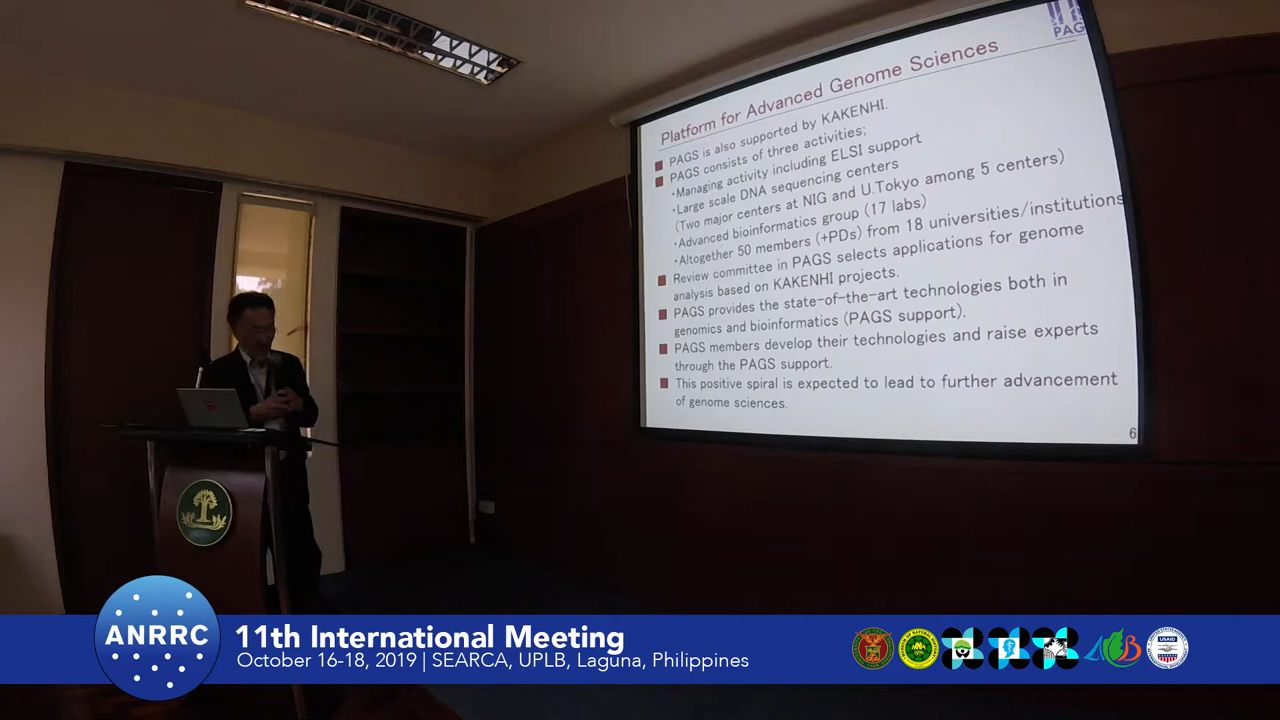 PAG
Platform for Advanced Genome Sciences
PAGS is also supported by KAKENHI.
PAGS consists of three activities;
・Managing activity including ELSI support
・Large scale DNA sequencing centers
(Two major centers at NIG and U.Tokyo among 5 centers)
・Advanced bioinformatics group (17 labs)
・Altogether 50 members (+PDs) from 18 universities/institutions
Review committee in PAGS selects applications for genome
analysis based on KAKENHI projects.
PAGS provides the state-of-the-art technologies both in
genomics and bioinformatics (PAGS support).
PAGS members develop their technologies and raise experts
through the PAGS support.
This positive spiral is expected to lead to further advancement
of genome sciences.
6
ANRRC
11th International Meeting
October 16-18, 2019 | SEARCA, UPLB, Laguna, Philippines
ACB
USAID